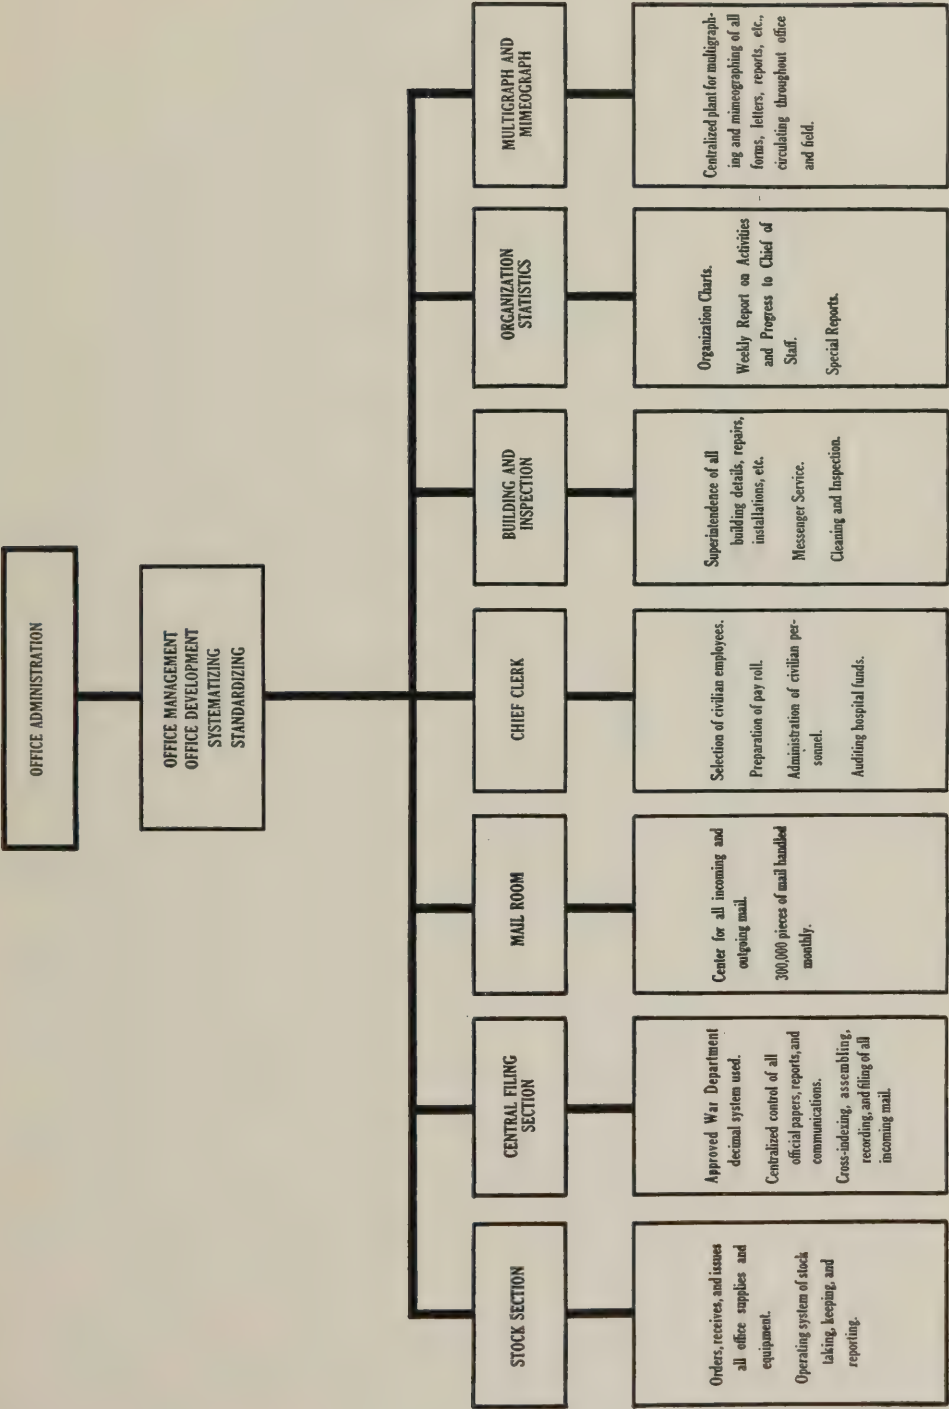 OFFICE ADMINISTRATION
OFFICE MANAGEMENT
OFFICE DEVELOPMENT
SYSTEMATIZING
STANDARDIZING
STOCK SECTION
Orders, receives, and issues
all office supplies and
equipment.
Operating system of stock
taking, keeping, and
reporting.
CENTRAL FILING
SECTION
Approved War Department
decimal system used.
Centralized control of all
official papers, reports, and
communications.
Cross-indexing, assembling,
recording, and filing of all
incoming mail.
MAIL ROOM
Center for all incoming and
outgoing mail.
300,000 pieces of mail handled
monthly.
CHIEF CLERK
Selection of civilian employees.
Preparation of pay roll.
Administration of civilian per-
sonnel.
Auditing hospital funds.
BUILDING AND
INSPECTION
Superintendence of all
building details, repairs,
installations, etc.
Messenger Service.
Cleaning and Inspection.
ORGANIZATION
STATISTICS
Organization Charts.
Weekly Report on Activities
and Progress to Chief of
Staff.
Special Reports.
MULTIGRAPH AND
MIMEOGRAPH
Centralized plant for multigraph-
ing and mimeographing of all
forms, letters, reports, etc.,
circulating throughout office
and field.